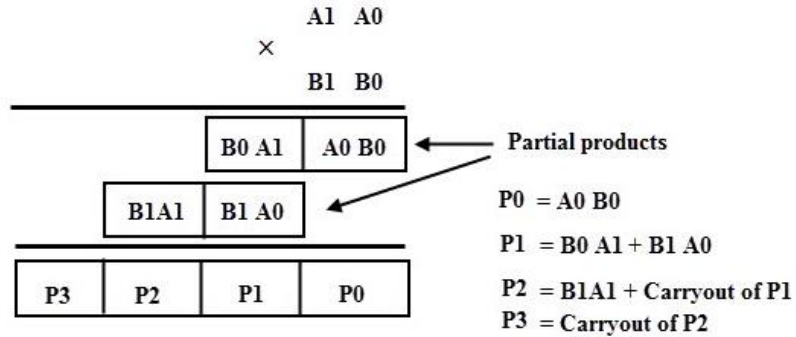 A1 A0
×
B1 B0
B0 A1 A0 B0
Partial products
B1A1 B1 A0
P0 = A0 B0
P1 = B0 A1 + B1 A0
P3 P2 P1 P0
P2 = B1A1 + Carryout of P1
P3 = Carryout of P2